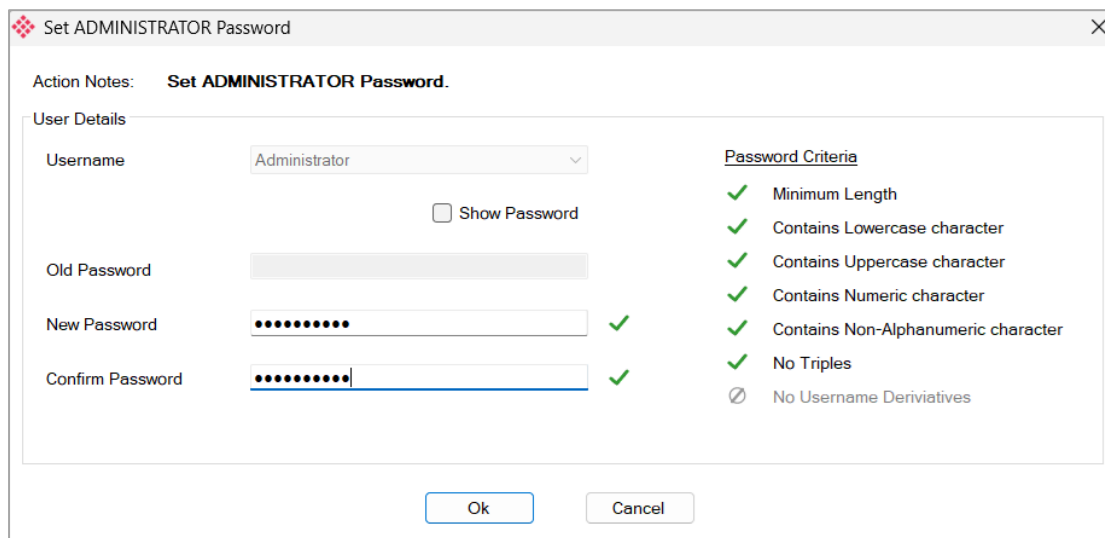 Set ADMINISTRATOR Password
Action Notes: Set ADMINISTRATOR Password.
User Details
Username Administrator
Show Password
Old Password
New Password ●●●●●●●●●●
Confirm Password ●●●●●●●●●●
Password Criteria
Minimum Length
Contains Lowercase character
Contains Uppercase character
Contains Numeric character
Contains Non-Alphanumeric character
No Triples
No Username Deriviatives
Ok Cancel